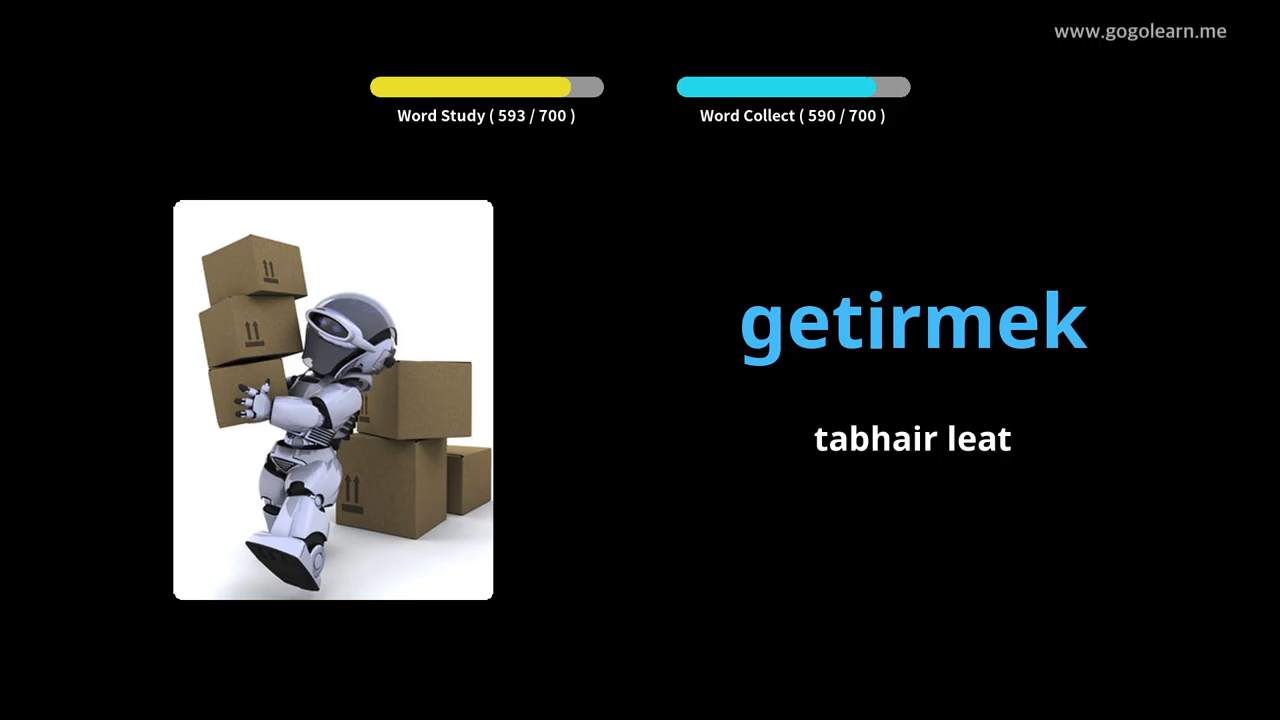 www.gogolearn.me
Word Study ( 593 / 700 )
Word Collect ( 590 / 700 )
getirmek
tabhair leat